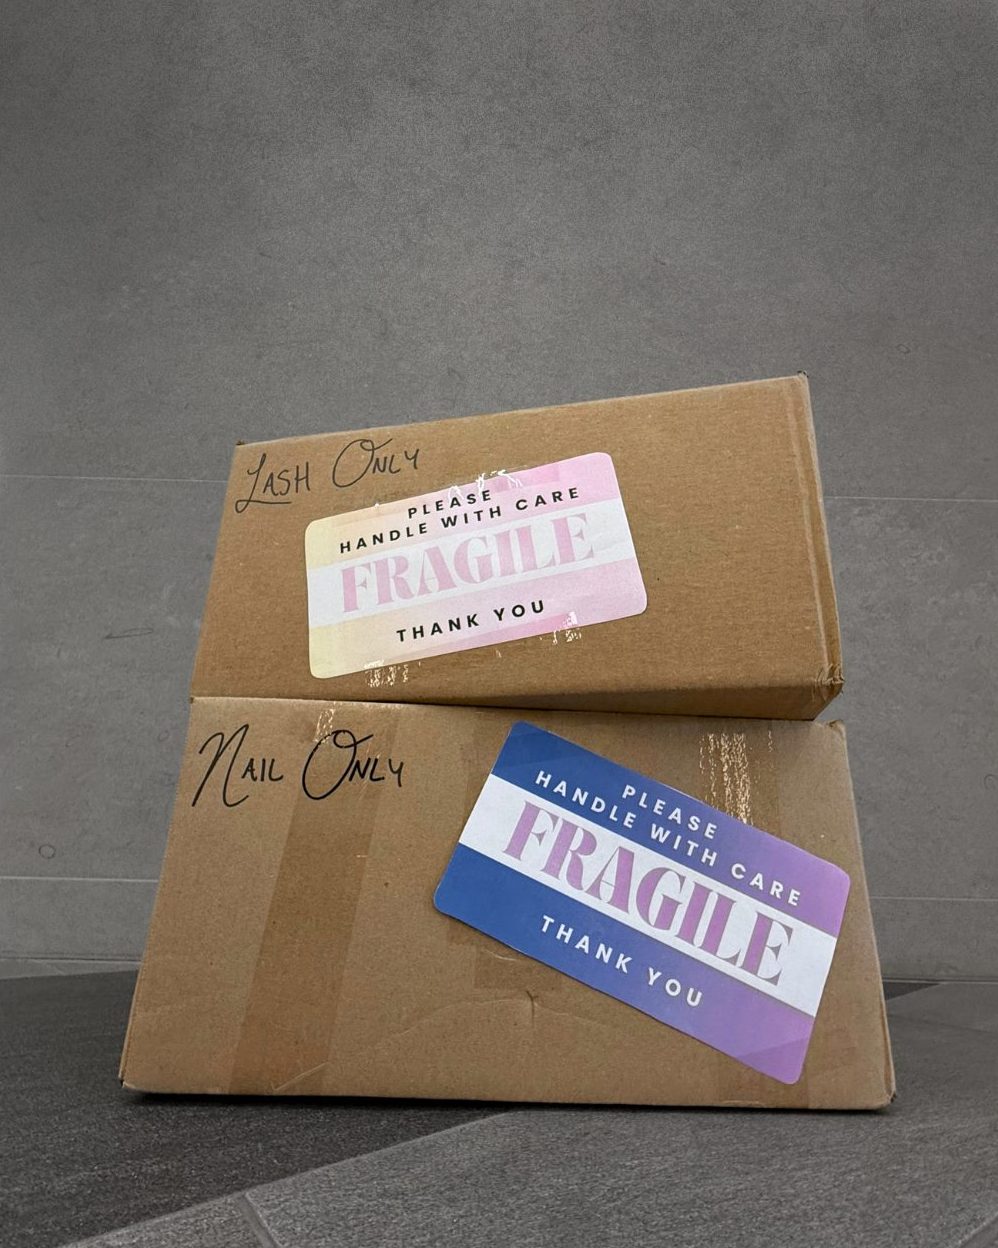 Lash Only
PLEASE
HANDLE WITH CARE
FRAGILE
THANK YOU
Nail Only
PLEASE
HANDLE WITH CARE
FRAGILE
THANK YOU